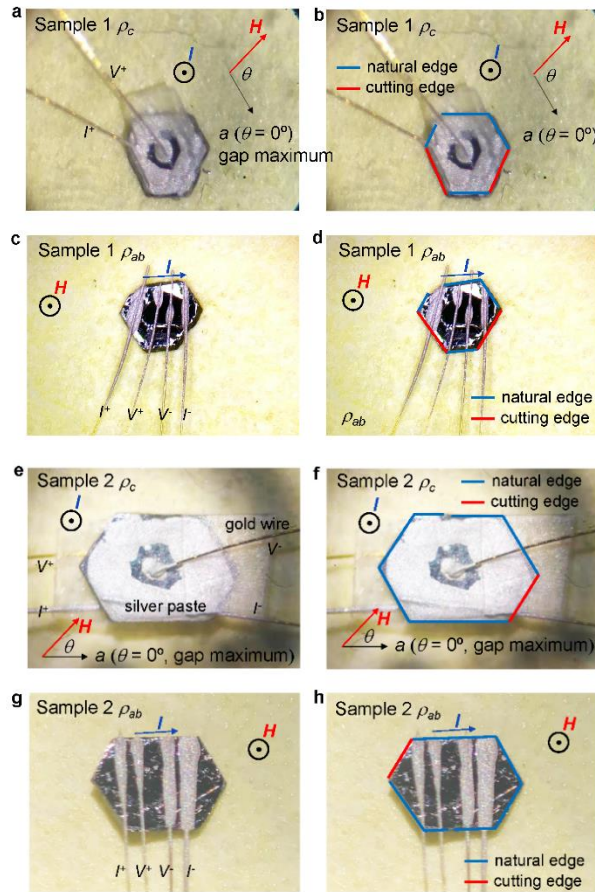 a
Sample 1 ρc
I
H
V⁺
θ
I⁺
a (θ = 0º)
gap maximum
b
Sample 1 ρc
I
H
natural edge
cutting edge
θ
a (θ = 0º)
c
Sample 1 ρab
I
H
I⁺ V⁺ V⁻ I⁻
d
Sample 1 ρab
I
H
natural edge
cutting edge
ρab
e
Sample 2 ρc
I
gold wire
V⁻
V⁺
I⁺
silver paste
I⁻
H
θ
a (θ = 0º, gap maximum)
f
Sample 2 ρc
natural edge
cutting edge
I
H
θ
a (θ = 0º, gap maximum)
g
Sample 2 ρab
I
H
I⁺ V⁺ V⁻ I⁻
h
Sample 2 ρab
I
H
natural edge
cutting edge